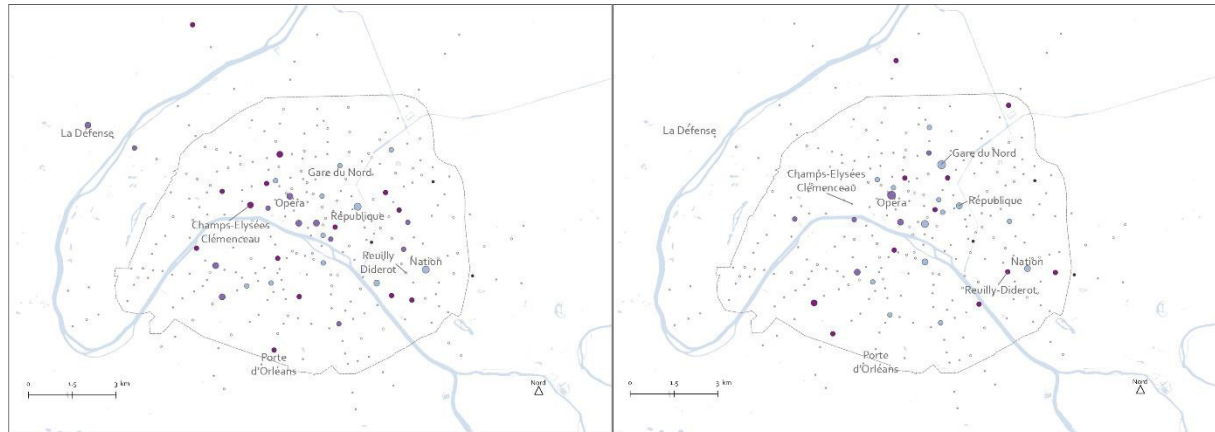 La Défense
Gare du Nord
Opéra
République
Champs-Elysées
Clémenceau
Reuilly
Diderot
Nation
Porte
d'Orléans
0 1.5 3 km
Nord
La Défense
Gare du Nord
Champs-Elysées
Clémenceau
Opéra
République
Nation
Reuilly-Diderot
Porte
d'Orléans
0 1.5 3 km
Nord